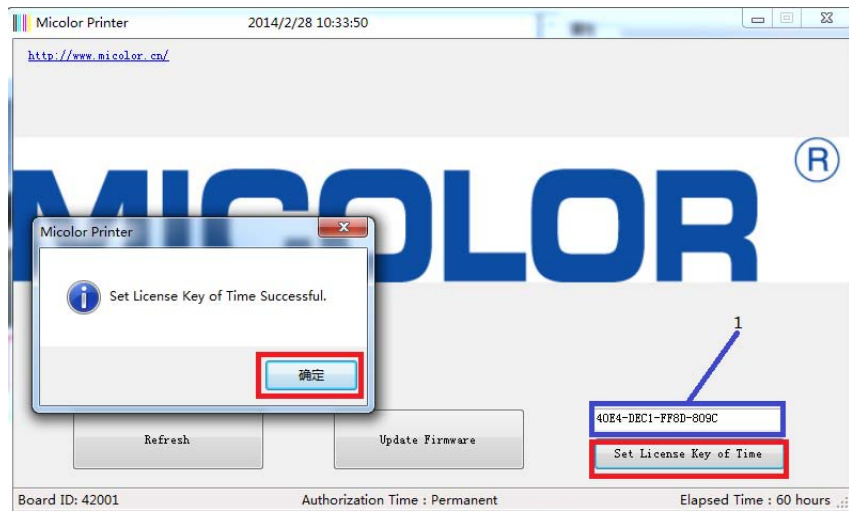 Micolor Printer 2014/2/28 10:33:50
http://www.micolor.cn/
MICOLOR®
Micolor Printer
Set License Key of Time Successful.
确定
1
40E4-DEC1-FF8D-809C
Refresh
Update Firmware
Set License Key of Time
Board ID: 42001 Authorization Time : Permanent Elapsed Time : 60 hours